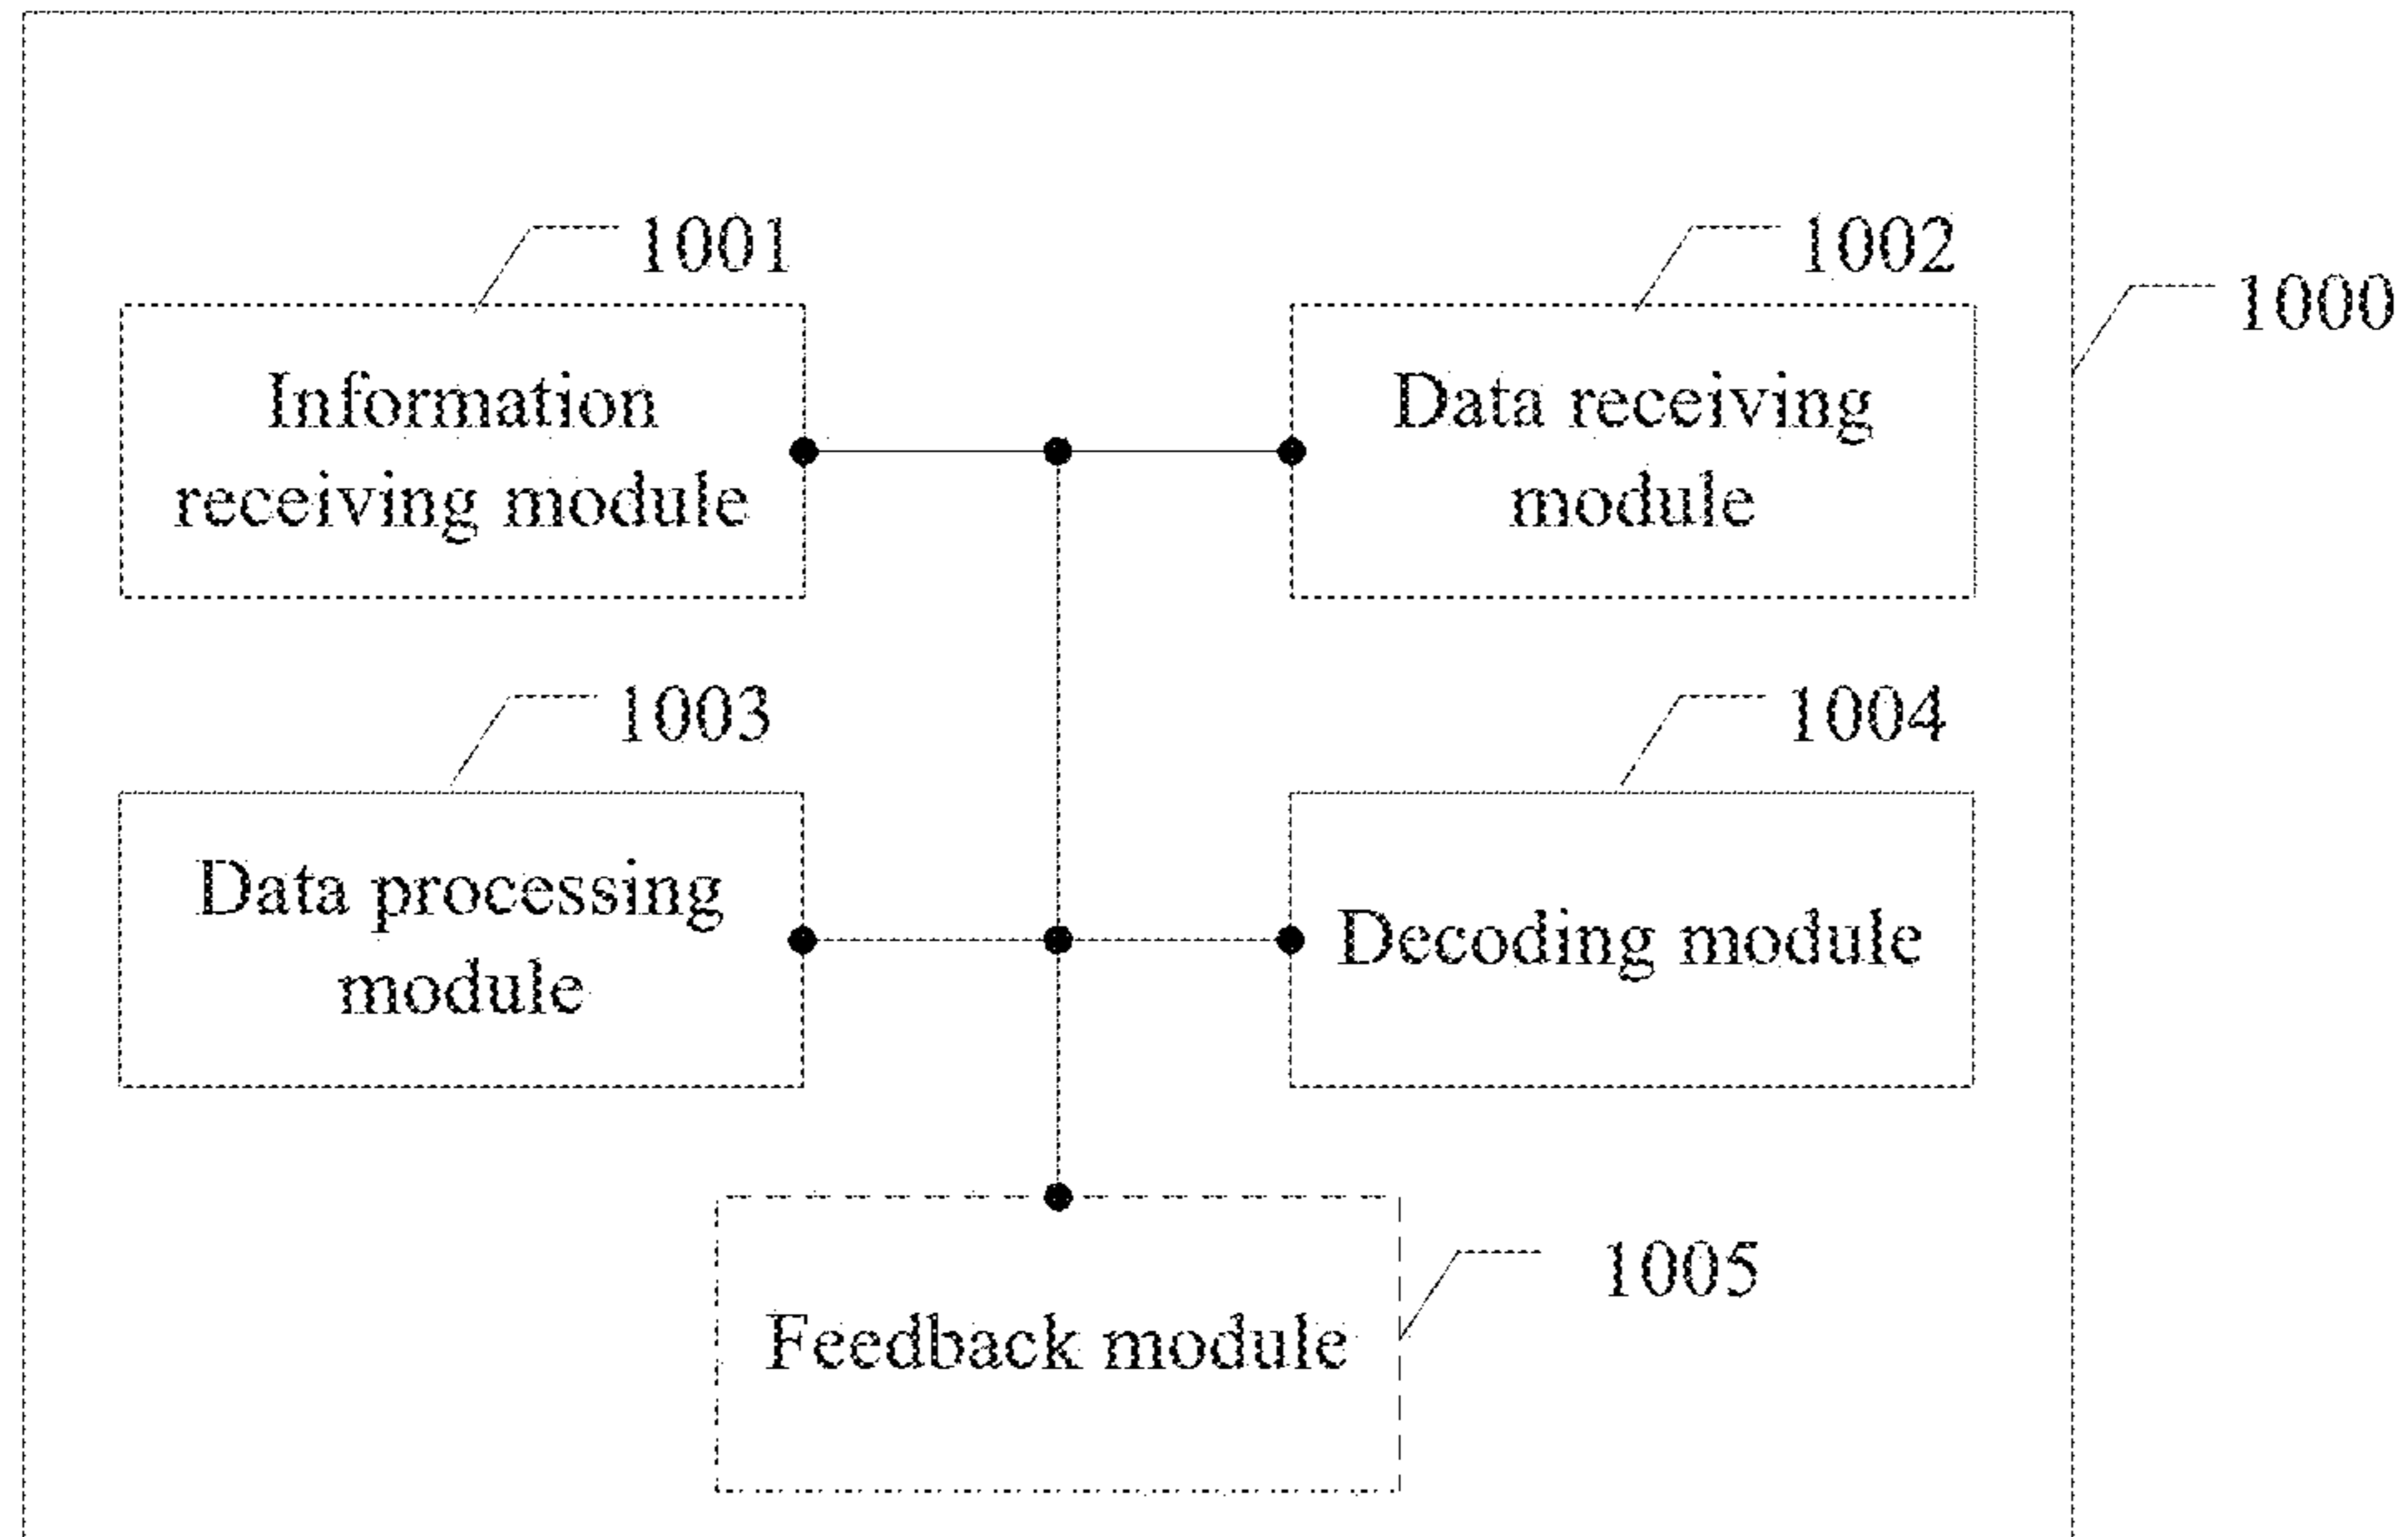 1001
1002
1000
Information
receiving module
Data receiving
module
1003
1004
Data processing
module
Decoding module
1005
Feedback module